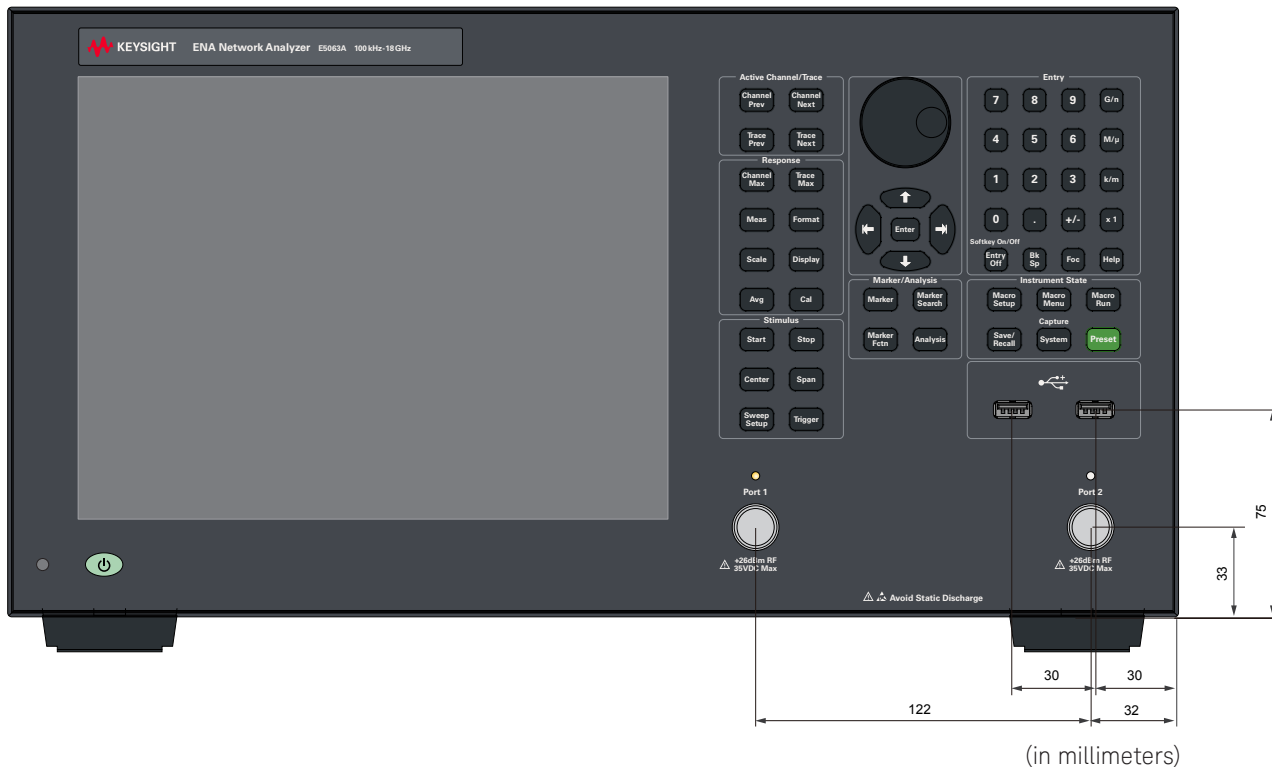 KEYSIGHT ENA Network Analyzer E5063A 100 kHz-18 GHz
Active Channel/Trace
Channel Prev
Channel Next
Trace Prev
Trace Next
Response
Channel Max
Trace Max
Meas
Format
Scale
Display
Avg
Cal
Stimulus
Start
Stop
Center
Span
Sweep Setup
Trigger
Enter
Marker/Analysis
Marker
Marker Search
Marker Fctn
Analysis
Entry
7 8 9 G/n
4 5 6 M/μ
1 2 3 k/m
0 . +/- x 1
Softkey On/Off
Entry Off
Bk Sp
Foc
Help
Instrument State
Macro Setup
Macro Menu
Macro Run
Capture
Save/ Recall
System
Preset
Port 1
+26dBm RF
35VDC Max
Port 2
+26dBm RF
35VDC Max
Avoid Static Discharge
75
33
30
30
122
32
(in millimeters)